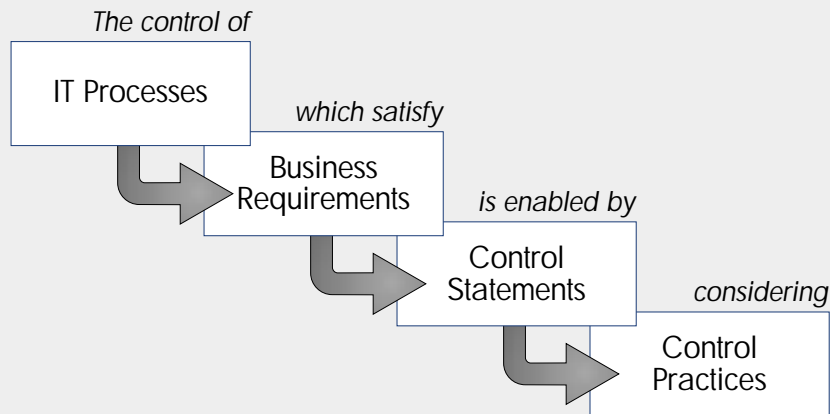 The control of
IT Processes
which satisfy
Business
Requirements
is enabled by
Control
Statements
considering
Control
Practices